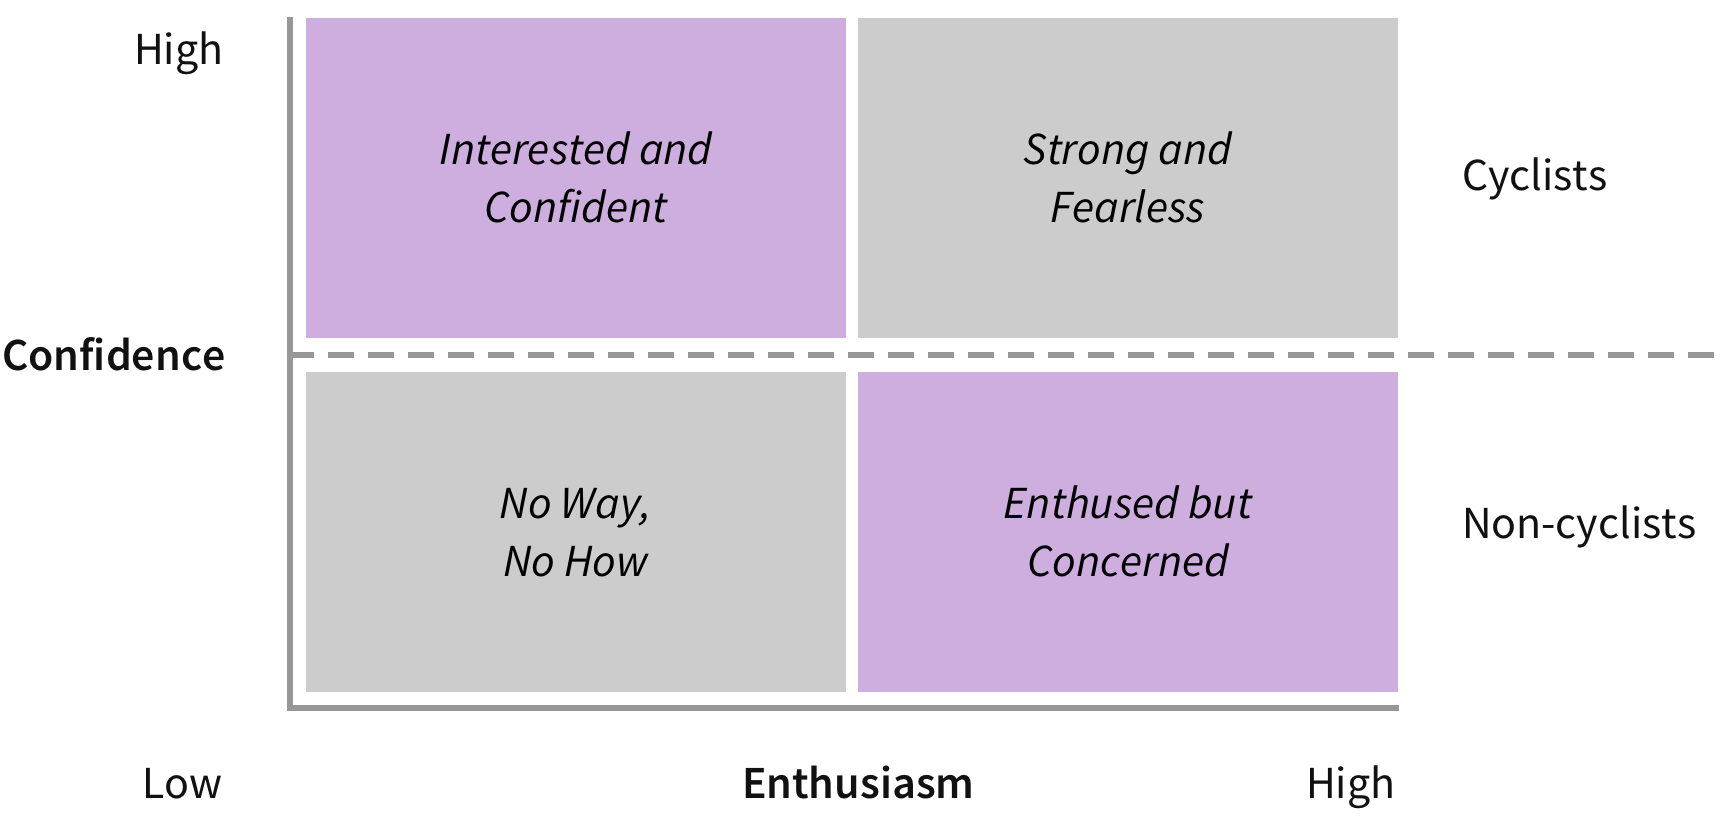 High
Interested and
Confident
Strong and
Fearless
Cyclists
Confidence
No Way,
No How
Enthused but
Concerned
Non-cyclists
Low
Enthusiasm
High